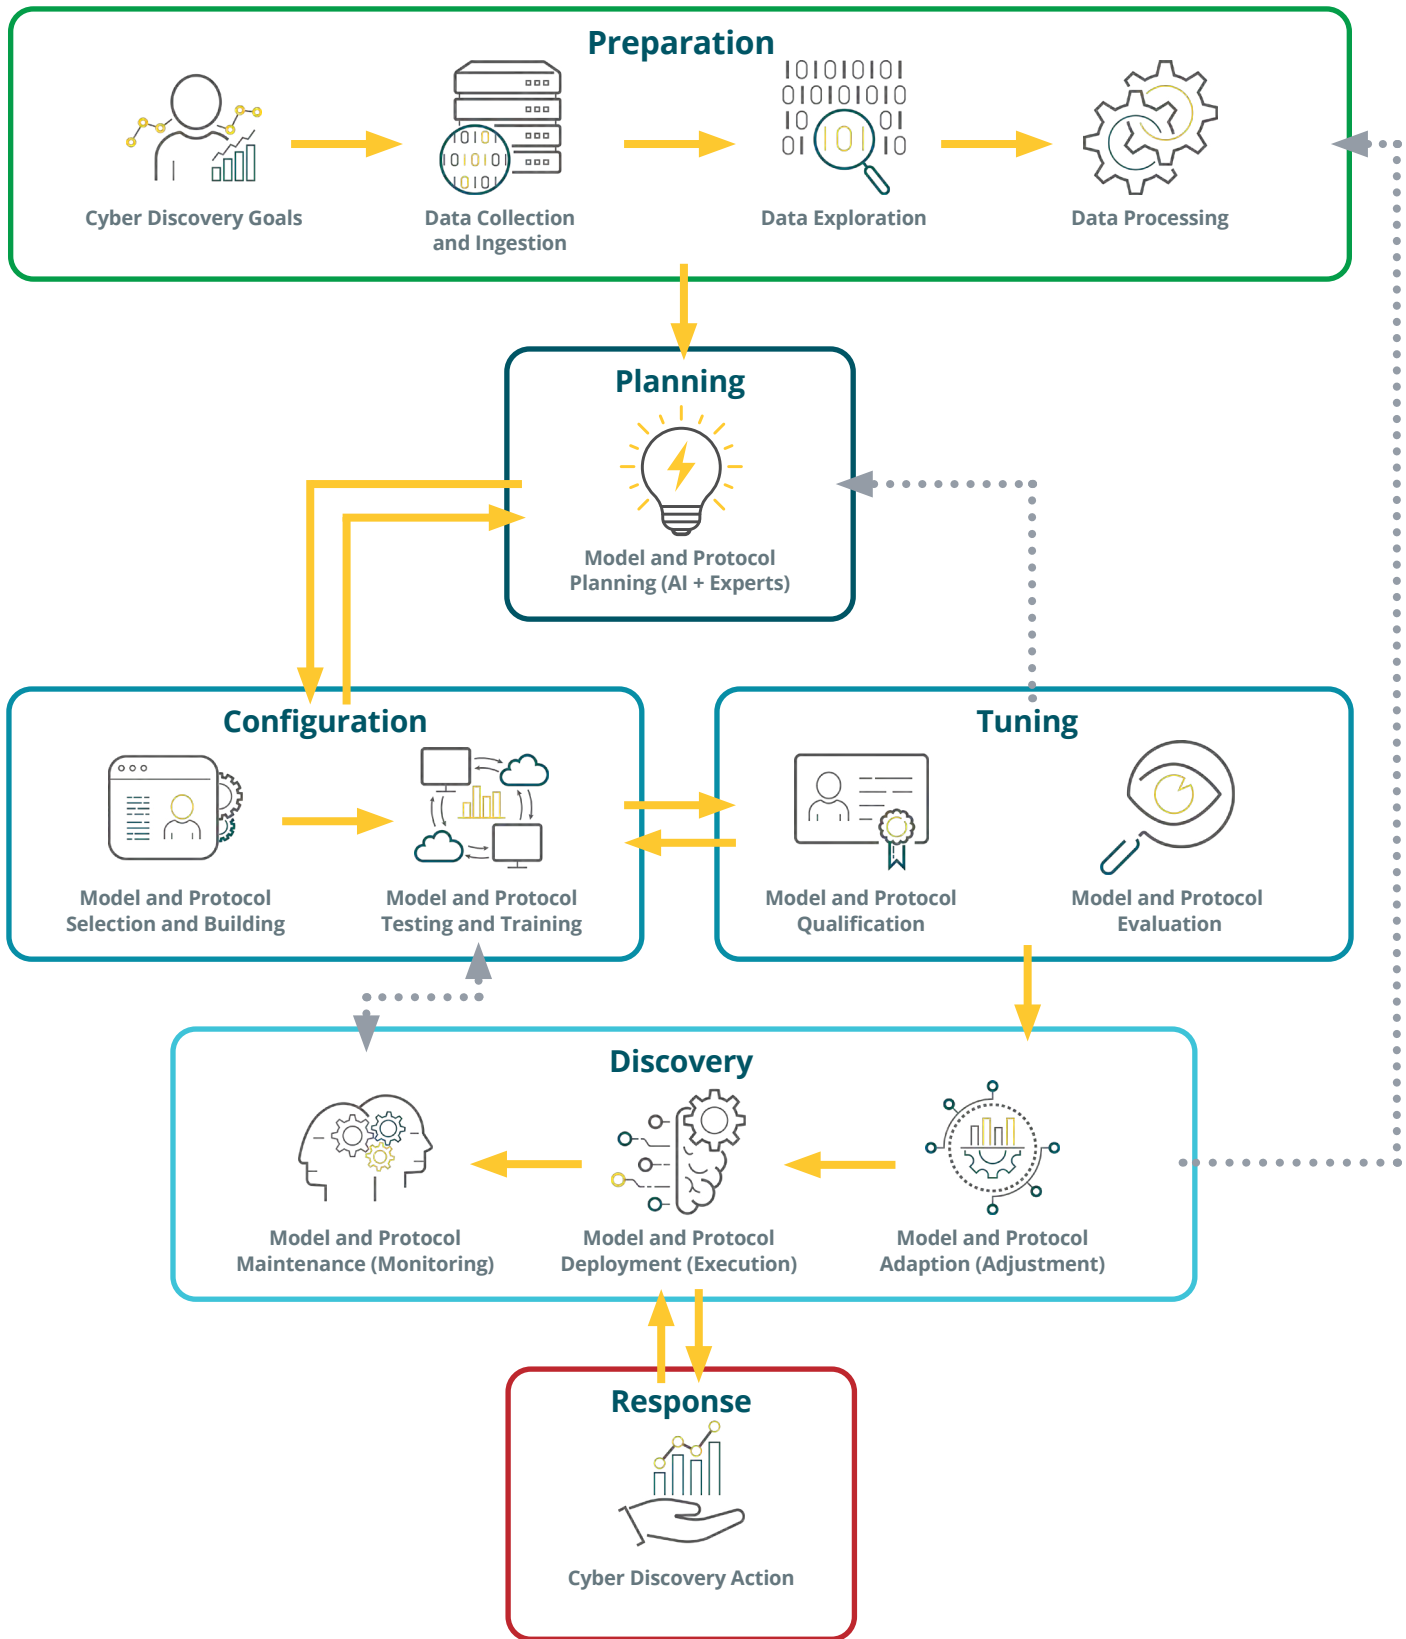 Preparation
Cyber Discovery Goals
Data Collection
and Ingestion
Data Exploration
Data Processing
Planning
Model and Protocol
Planning (AI + Experts)
Configuration
Model and Protocol
Selection and Building
Model and Protocol
Testing and Training
Tuning
Model and Protocol
Qualification
Model and Protocol
Evaluation
Discovery
Model and Protocol
Maintenance (Monitoring)
Model and Protocol
Deployment (Execution)
Model and Protocol
Adaption (Adjustment)
Response
Cyber Discovery Action